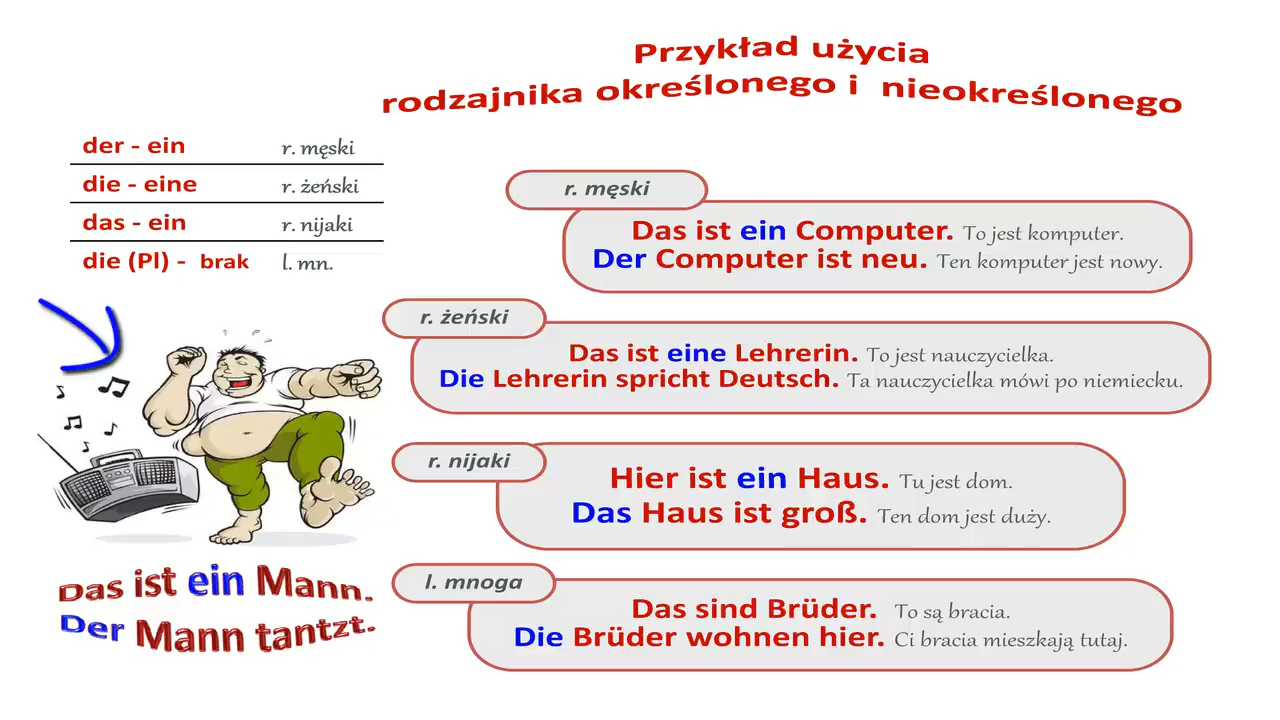 Przykład użycia
rodzajnika określonego i nieokreślonego
der - ein r. męski
die - eine r. żeński
das - ein r. nijaki
die (Pl) - brak l. mn.
r. męski
Das ist ein Computer. To jest komputer.
Der Computer ist neu. Ten komputer jest nowy.
r. żeński
Das ist eine Lehrerin. To jest nauczycielka.
Die Lehrerin spricht Deutsch. Ta nauczycielka mówi po niemiecku.
r. nijaki
Hier ist ein Haus. Tu jest dom.
Das Haus ist groß. Ten dom jest duży.
l. mnoga
Das sind Brüder. To są bracia.
Die Brüder wohnen hier. Ci bracia mieszkają tutaj.
Das ist ein Mann.
Der Mann tantzt.